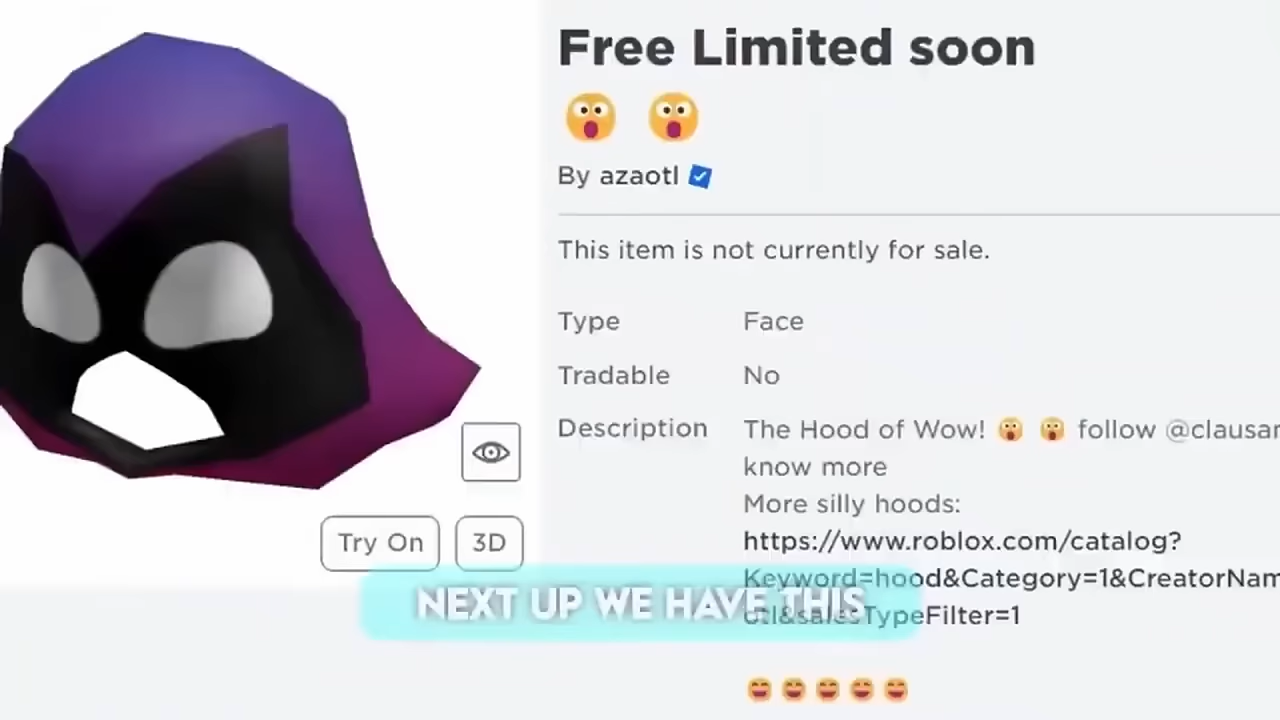 Free Limited soon
😲 😲
By azaotl
This item is not currently for sale.
Type Face
Tradable No
Description The Hood of Wow! 😲 😲 follow @clausar
know more
More silly hoods:
https://www.roblox.com/catalog?
Keyword=hood&Category=1&CreatorNam
otl&salesTypeFilter=1
Try On 3D
NEXT UP WE HAVE THIS
😄 😄 😄 😄 😄